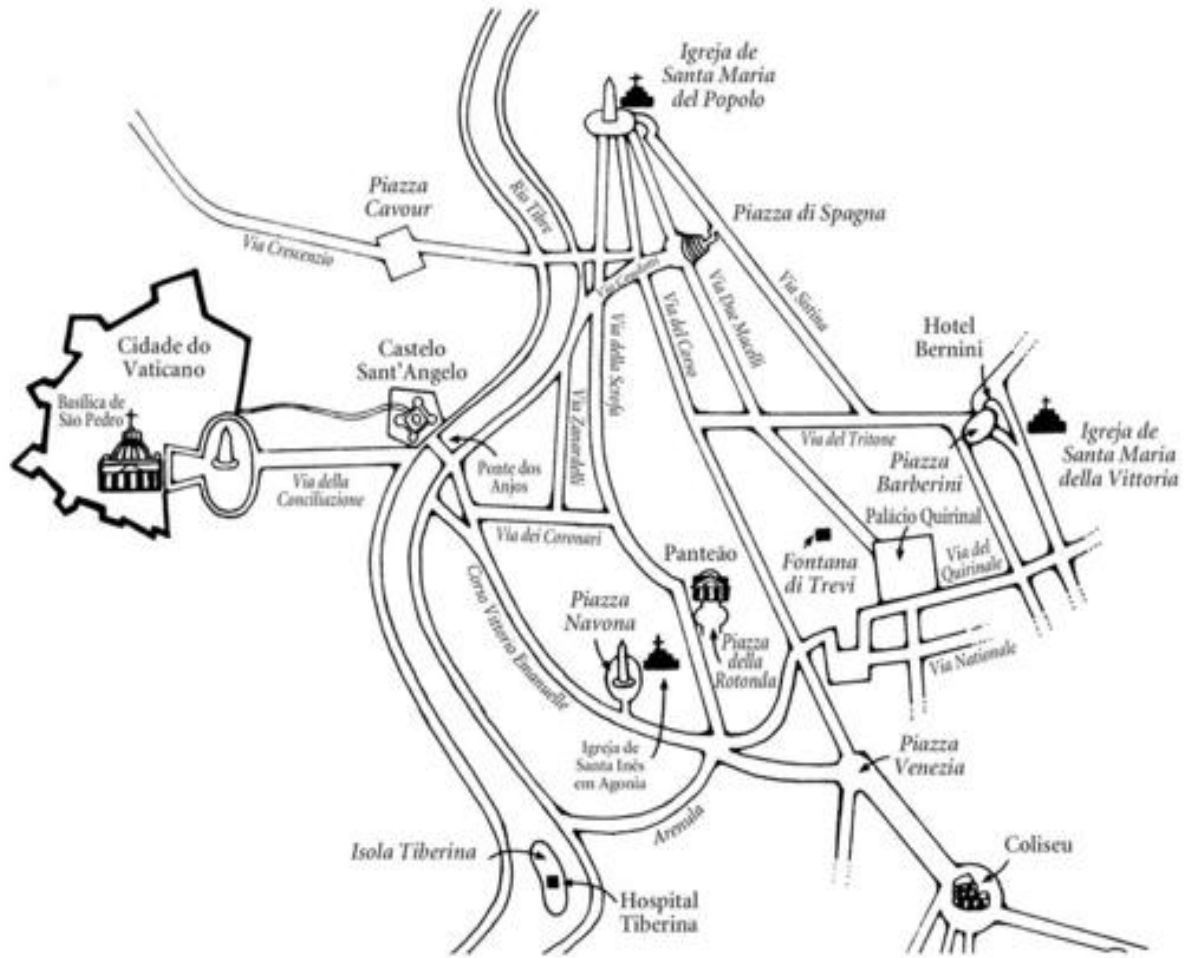 Igreja de
Santa Maria
del Popolo
Piazza
Cavour
Rio Tibre
Piazza di Spagna
Via Crescenzio
Via Condotti
Via Sistina
Via Due Macelli
Via del Corso
Via della Scrofa
Hotel
Bernini
Cidade do
Vaticano
Castelo
Sant'Angelo
Basílica de
São Pedro
Via Zanardelli
Via del Tritone
Igreja de
Santa Maria
della Vittoria
Piazza
Barberini
Ponte dos
Anjos
Via della
Conciliazione
Palácio Quirinal
Via dei Coronari
Panteão
Fontana
di Trevi
Via del
Quirinale
Piazza
Navona
Corso Vittorio Emanuelle
Piazza
della
Rotonda
Via Nationale
Igreja de
Santa Inês
em Agonia
Piazza
Venezia
Arenula
Isola Tiberina
Coliseu
Hospital
Tiberina